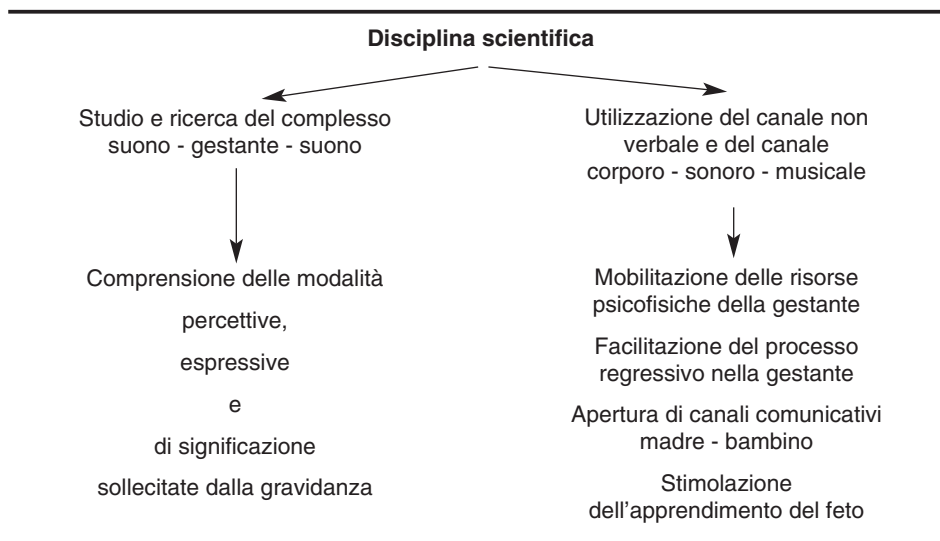 Disciplina scientifica
Studio e ricerca del complesso
suono - gestante - suono
Comprensione delle modalità
percettive,
espressive
e
di significazione
sollecitate dalla gravidanza
Utilizzazione del canale non
verbale e del canale
corporo - sonoro - musicale
Mobilitazione delle risorse
psicofisiche della gestante
Facilitazione del processo
regressivo nella gestante
Apertura di canali comunicativi
madre - bambino
Stimolazione
dell'apprendimento del feto